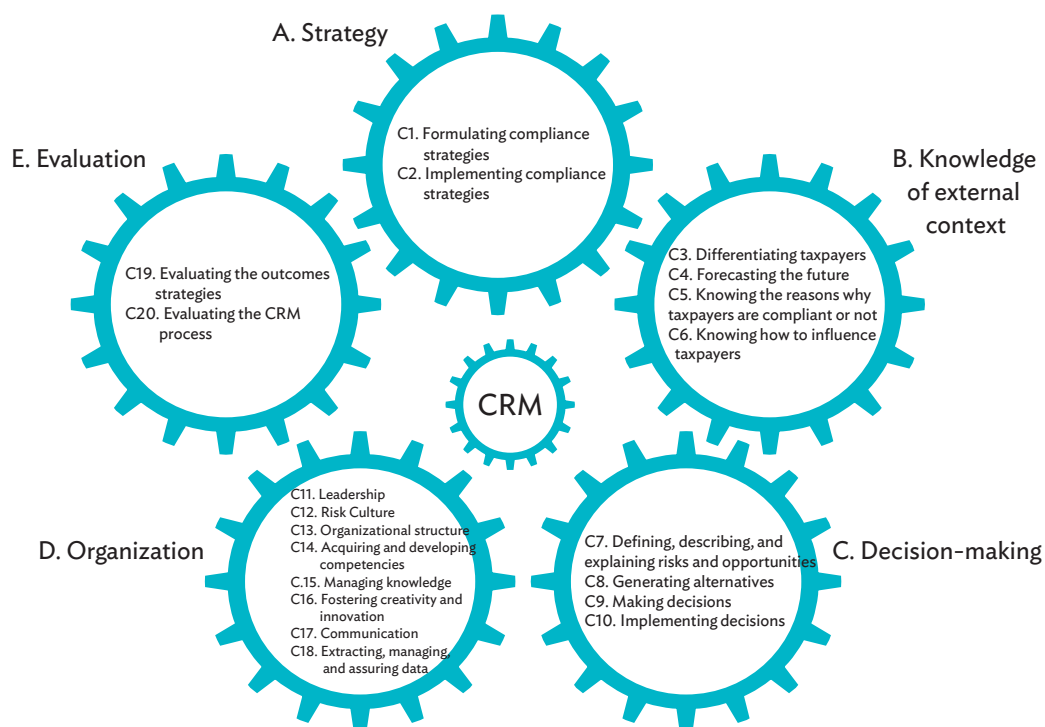 A. Strategy
C1. Formulating compliance
strategies
C2. Implementing compliance
strategies
B. Knowledge
of external
context
C3. Differentiating taxpayers
C4. Forecasting the future
C5. Knowing the reasons why
taxpayers are compliant or not
C6. Knowing how to influence
taxpayers
C. Decision-making
C7. Defining, describing, and
explaining risks and opportunities
C8. Generating alternatives
C9. Making decisions
C10. Implementing decisions
D. Organization
C11. Leadership
C12. Risk Culture
C13. Organizational structure
C14. Acquiring and developing
competencies
C.15. Managing knowledge
C16. Fostering creativity and
innovation
C17. Communication
C18. Extracting, managing,
and assuring data
E. Evaluation
C19. Evaluating the outcomes
strategies
C20. Evaluating the CRM
process
CRM